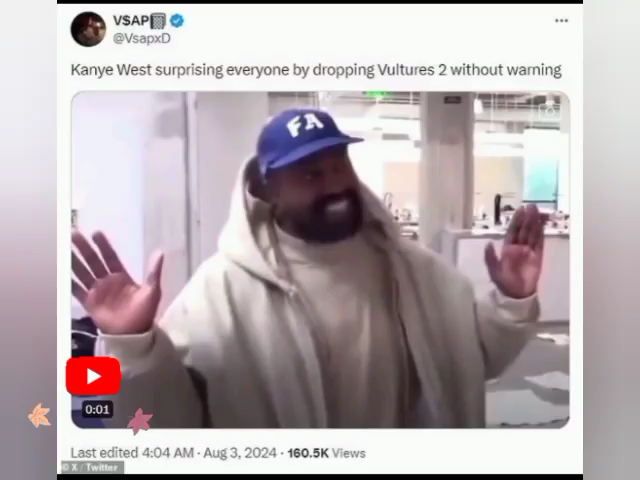 V$AP
@VsapxD
Kanye West surprising everyone by dropping Vultures 2 without warning
FA
0:01
Last edited 4:04 AM · Aug 3, 2024 · 160.5K Views
© X / Twitter